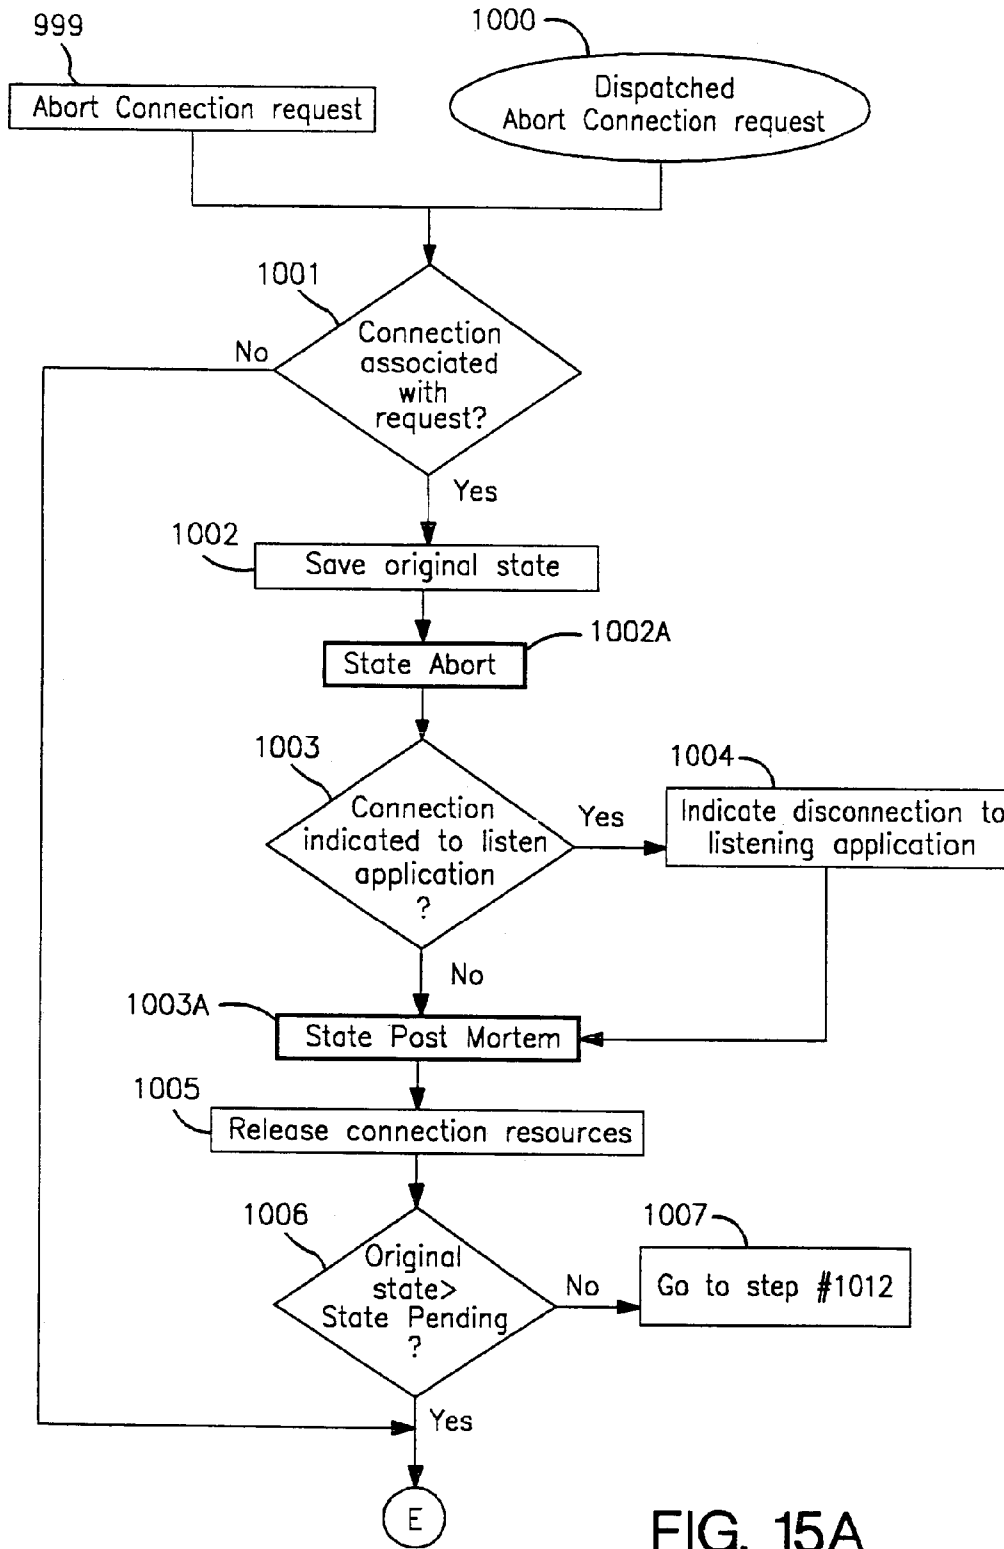 999
1000
Abort Connection request
Dispatched
Abort Connection request
1001
Connection
associated
with
request?
No
Yes
1002
Save original state
1002A
State Abort
1003
Connection
indicated to listen
application
?
Yes
1004
Indicate disconnection to
listening application
No
1003A
State Post Mortem
1005
Release connection resources
1006
Original
state>
State Pending
?
No
1007
Go to step #1012
Yes
E
FIG. 15A